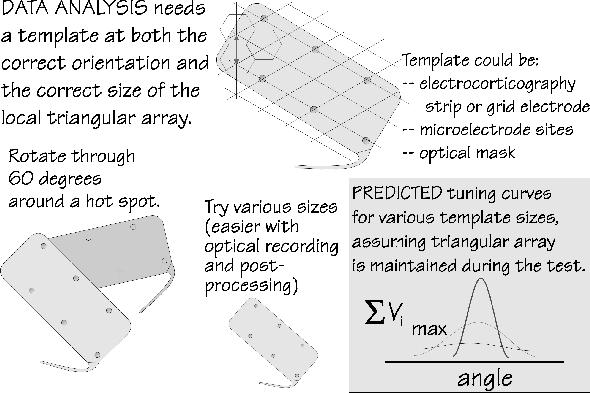 DATA ANALYSIS needs
a template at both the
correct orientation and
the correct size of the
local triangular array.
Template could be:
-- electrocorticography
strip or grid electrode
-- microelectrode sites
-- optical mask
Rotate through
60 degrees
around a hot spot.
Try various sizes
(easier with
optical recording
and post-
processing)
PREDICTED tuning curves
for various template sizes,
assuming triangular array
is maintained during the test.
ΣVi max
angle